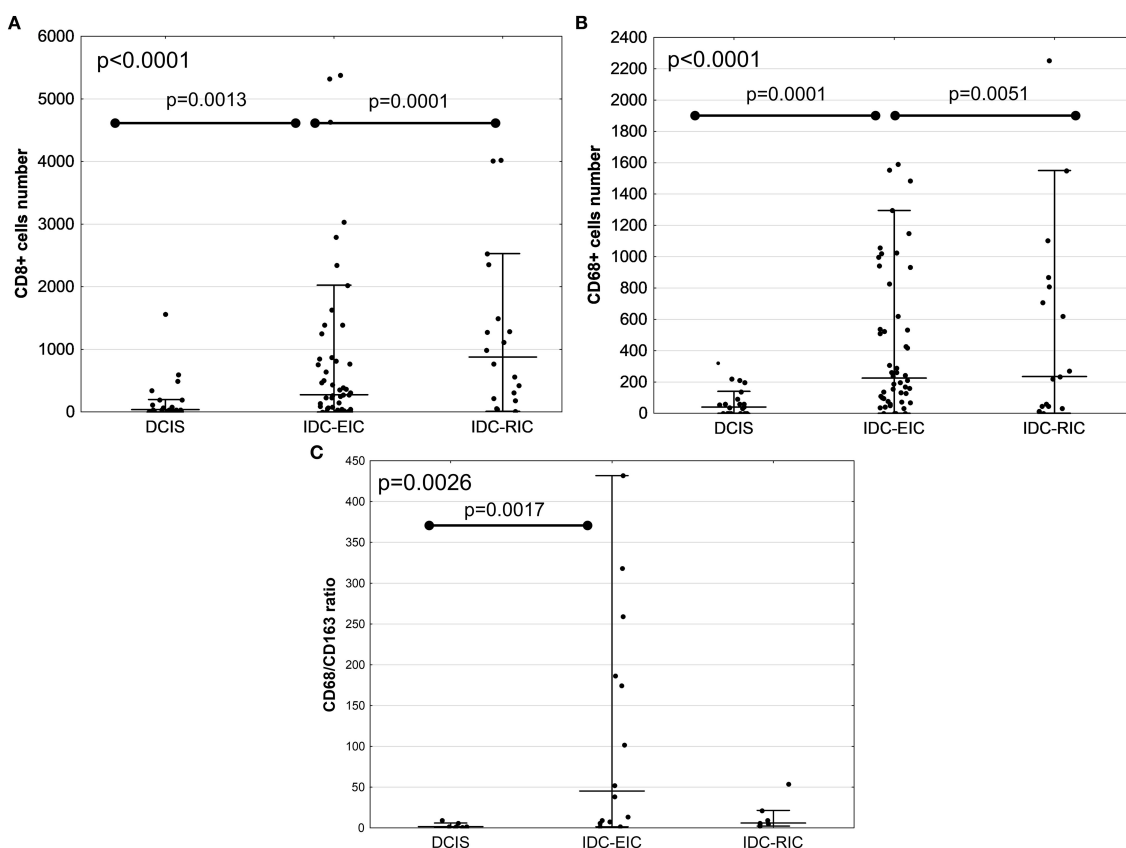 A
CD8+ cells number
6000
5000
4000
3000
2000
1000
0
p<0.0001
p=0.0013
p=0.0001
DCIS
IDC-EIC
IDC-RIC
B
CD68+ cells number
2400
2200
2000
1800
1600
1400
1200
1000
800
600
400
200
0
p<0.0001
p=0.0001
p=0.0051
DCIS
IDC-EIC
IDC-RIC
C
CD68/CD163 ratio
450
400
350
300
250
200
150
100
50
0
p=0.0026
p=0.0017
DCIS
IDC-EIC
IDC-RIC